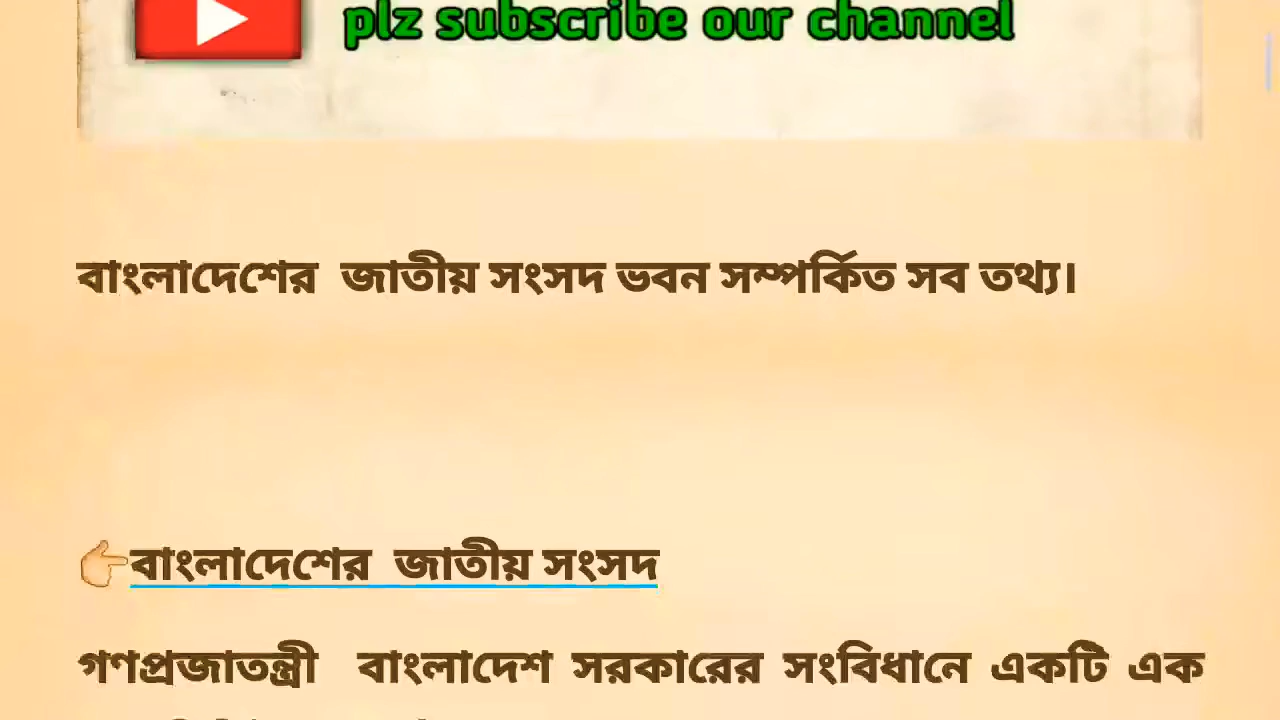 plz subscribe our channel
বাংলাদেশের জাতীয় সংসদ ভবন সম্পর্কিত সব তথ্য।
👉বাংলাদেশের জাতীয় সংসদ
গণপ্রজাতন্ত্রী বাংলাদেশ সরকারের সংবিধানে একটি এক